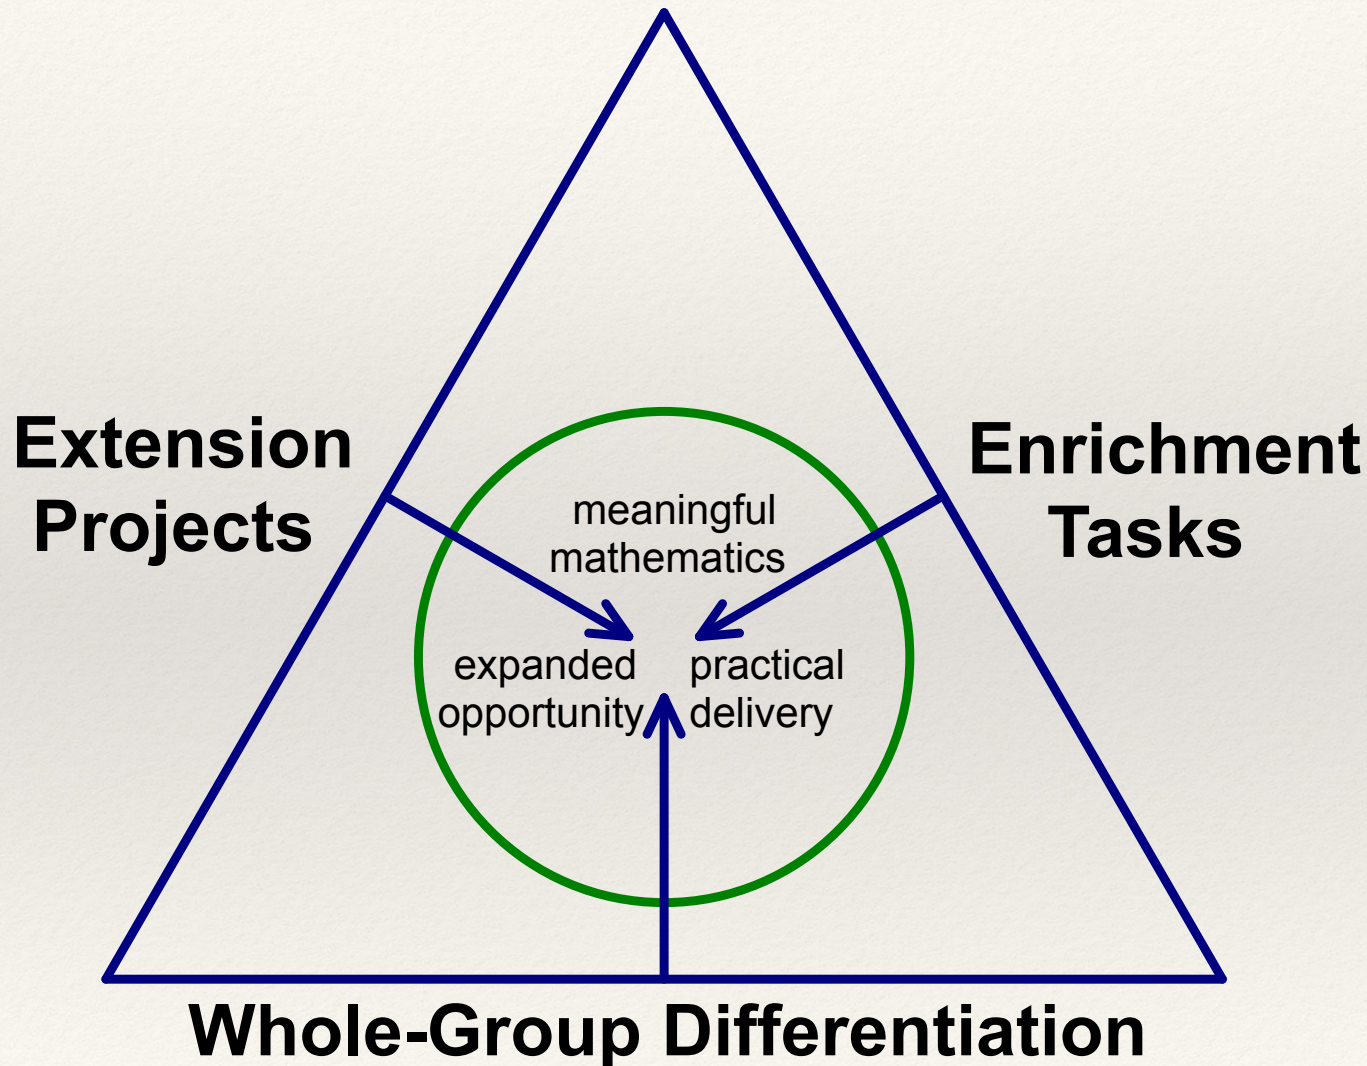 Extension
Projects
Enrichment
Tasks
meaningful
mathematics
expanded
opportunity
practical
delivery
Whole-Group Differentiation